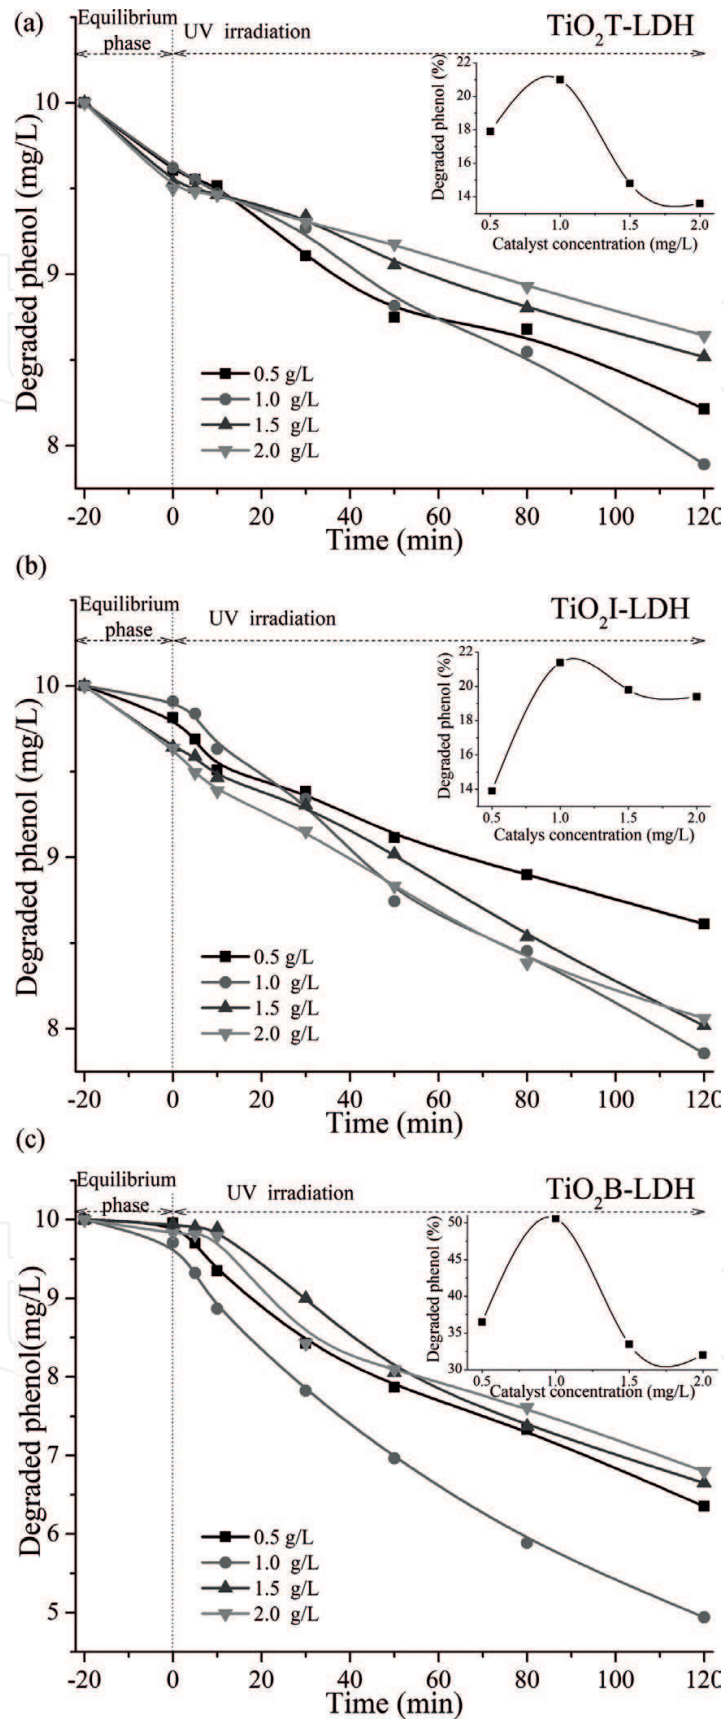 (a)
Equilibrium phase
UV irradiation
TiO2T-LDH
Degraded phenol (mg/L)
10
9
8
0.5 g/L
1.0 g/L
1.5 g/L
2.0 g/L
-20 0 20 40 60 80 100 120
Time (min)
Degraded phenol (%)
22
20
18
16
14
0.5 1.0 1.5 2.0
Catalyst concentration (mg/L)
(b)
Equilibrium phase
UV irradiation
TiO2I-LDH
Degraded phenol (mg/L)
10
9
8
0.5 g/L
1.0 g/L
1.5 g/L
2.0 g/L
-20 0 20 40 60 80 100 120
Time (min)
Degraded phenol (%)
22
20
18
16
14
0.5 1.0 1.5 2.0
Catalys concentration (mg/L)
(c)
Equilibrium phase
UV irradiation
TiO2B-LDH
Degraded phenol(mg/L)
10
9
8
7
6
5
0.5 g/L
1.0 g/L
1.5 g/L
2.0 g/L
-20 0 20 40 60 80 100 120
Time (min)
Degraded phenol (%)
50
45
40
35
30
0.5 1.0 1.5 2.0
Catalyst concentration (mg/L)